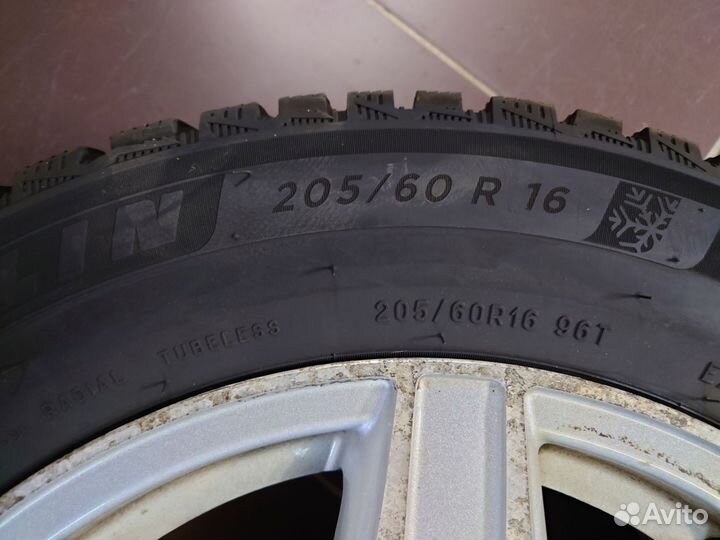 205/60 R 16
LIN
205/60R16 96T
RADIAL TUBELESS
E
Avito